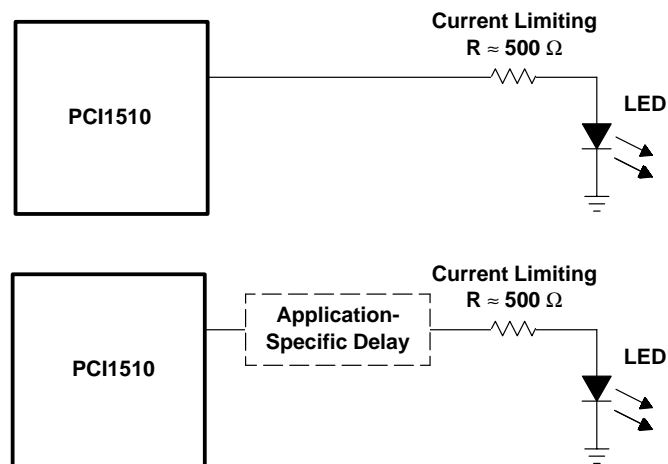 Current Limiting
R ≈ 500 Ω
LED
PCI1510
Current Limiting
R ≈ 500 Ω
Application-
Specific Delay
LED
PCI1510